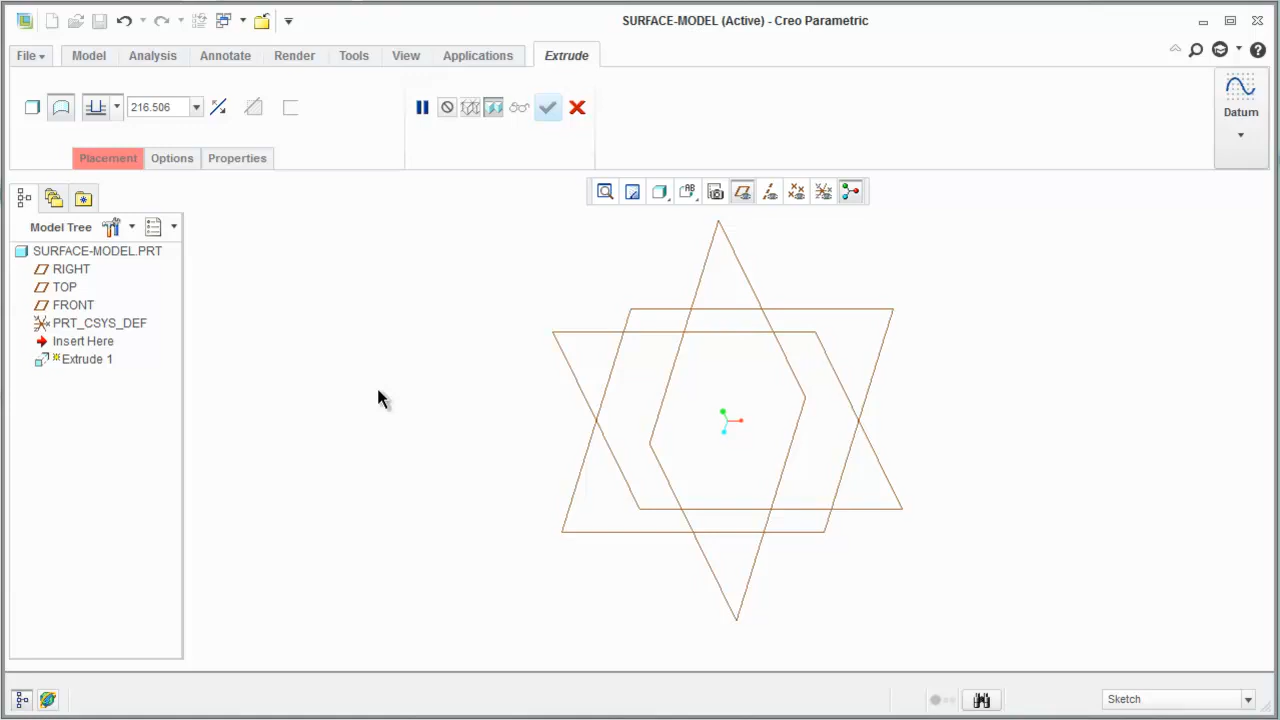 SURFACE-MODEL (Active) - Creo Parametric
File Model Analysis Annotate Render Tools View Applications Extrude
216.506
Datum
Placement Options Properties
AB
Model Tree
SURFACE-MODEL.PRT
RIGHT
TOP
FRONT
PRT_CSYS_DEF
Insert Here
Extrude 1
Sketch